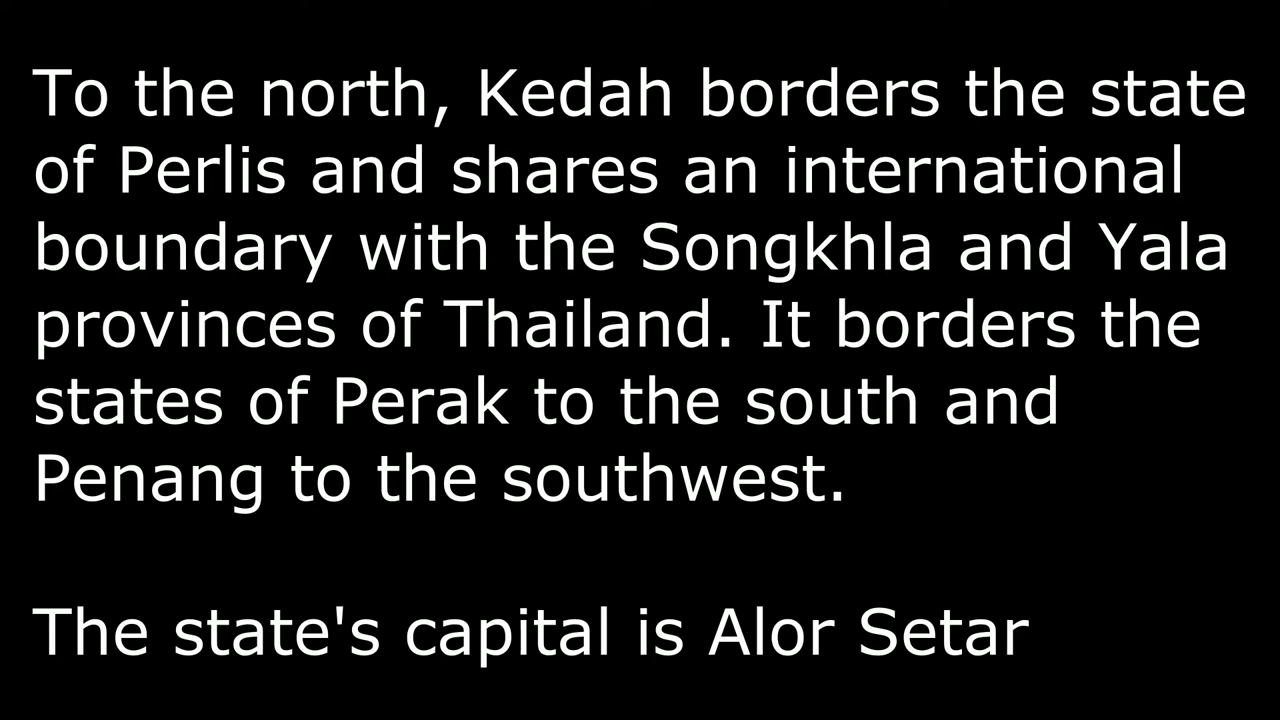 To the north, Kedah borders the state
of Perlis and shares an international
boundary with the Songkhla and Yala
provinces of Thailand. It borders the
states of Perak to the south and
Penang to the southwest.
The state's capital is Alor Setar